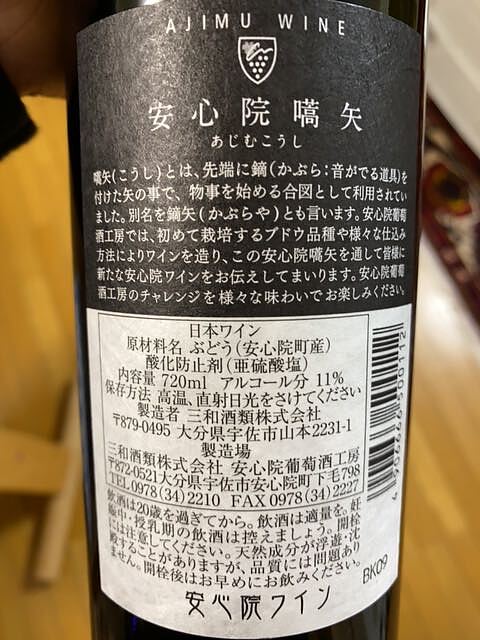 AJIMU WINE
安心院嚆矢
あじむこうし
嚆矢(こうし)とは、先端に鏑(かぶら:音がでる道具)を
付けた矢の事で、物事を始める合図として利用されてい
ました。別名を鏑矢(かぶらや)とも言います。安心院葡萄
酒工房では、初めて栽培するブドウ品種や様々な仕込み
方法によりワインを造り、この安心院嚆矢を通して皆様に
新たな安心院ワインをお伝えしてまいります。安心院葡萄
酒工房のチャレンジを様々な味わいでお楽しみください。
日本ワイン
原材料名 ぶどう(安心院町産)
酸化防止剤(亜硫酸塩)
内容量 720ml アルコール分 11%
保存方法 高温、直射日光をさけてください
製造者 三和酒類株式会社
〒879-0495 大分県宇佐市山本2231-1
製造場
三和酒類株式会社 安心院葡萄酒工房
〒872-0521大分県宇佐市安心院町下毛798
TEL 0978(34)2210 FAX 0978(34)2227
飲酒は20歳を過ぎてから。飲酒は適量を。妊
娠中・授乳期の飲酒は控えましょう。開栓
には注意してください。天然成分が浮遊・沈
殿することがありますが、品質には問題あり
ません。開栓後はお早めにお飲みください。
BK09
安心院ワイン
4 906666 500112